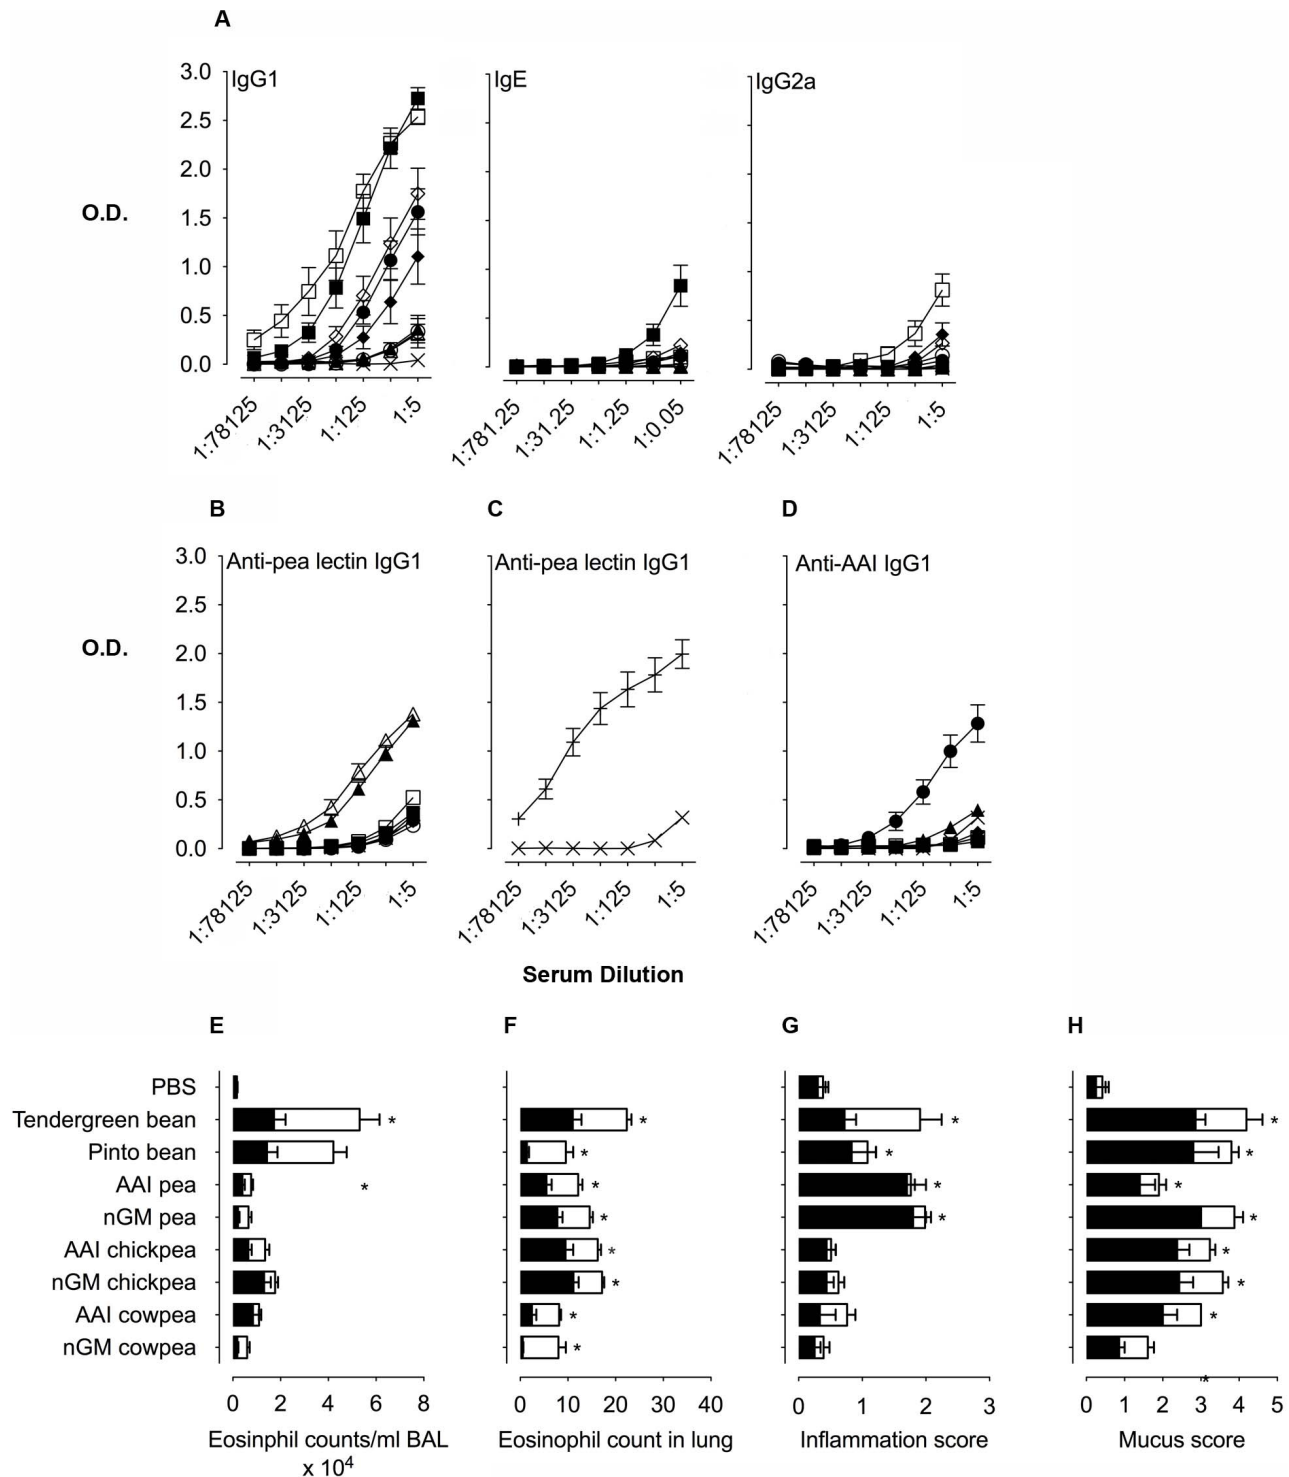 A
IgG1
IgE
IgG2a
3.0
2.5
2.0
1.5
1.0
0.5
0.0
O.D.
1:78125
1:3125
1:125
1:5
1:781.25
1:31.25
1:1.25
1:0.05
1:78125
1:3125
1:125
1:5
B
C
D
Anti-pea lectin IgG1
Anti-pea lectin IgG1
Anti-AAI IgG1
3.0
2.5
2.0
1.5
1.0
0.5
0.0
O.D.
1:78125
1:3125
1:125
1:5
1:78125
1:3125
1:125
1:5
1:78125
1:3125
1:125
1:5
Serum Dilution
E
F
G
H
PBS
Tendergreen bean *
Pinto bean
AAI pea *
nGM pea
AAI chickpea
nGM chickpea
AAI cowpea
nGM cowpea
0 2 4 6 8
Eosinphil counts/ml BAL
x 10⁴
*
*
*
*
*
*
*
*
0 10 20 30 40
Eosinophil count in lung
*
*
*
*
0 1 2 3
Inflammation score
*
*
*
*
*
*
*
*
0 1 2 3 4 5
Mucus score